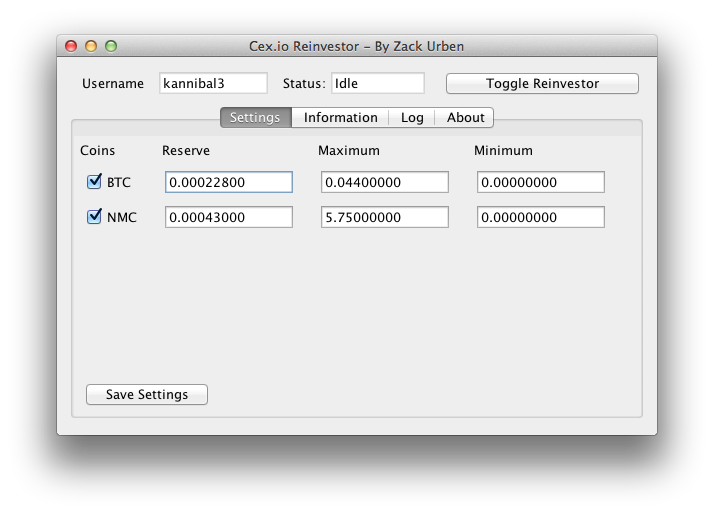 Cex.io Reinvestor - By Zack Urben
Username kannibal3 Status: Idle Toggle Reinvestor
Settings Information Log About
Coins Reserve Maximum Minimum
BTC 0.00022800 0.04400000 0.00000000
NMC 0.00043000 5.75000000 0.00000000
Save Settings